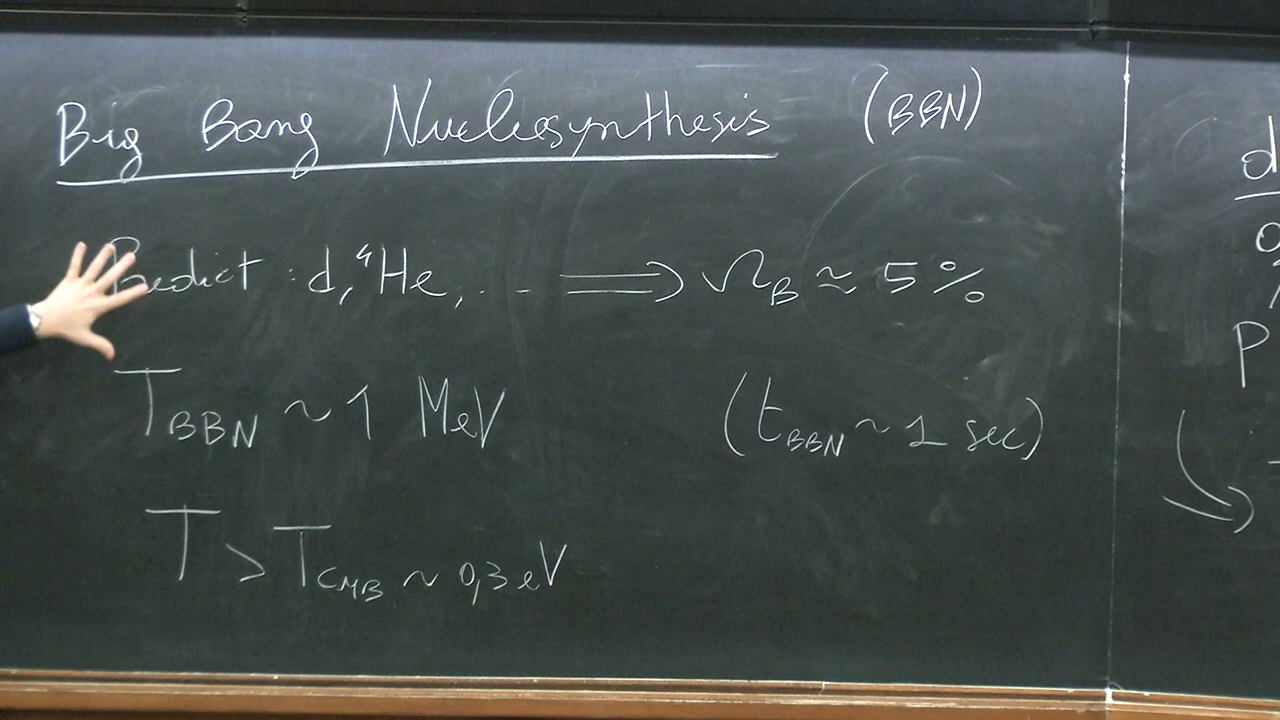 Big Bang Nucleosynthesis (BBN)
Predict : d, ⁴He, ... ⟹ Ω_B ≈ 5 %
T_BBN ~ 1 MeV (t_BBN ~ 1 sec)
T > T_CMB ~ 0,3 eV
d
P